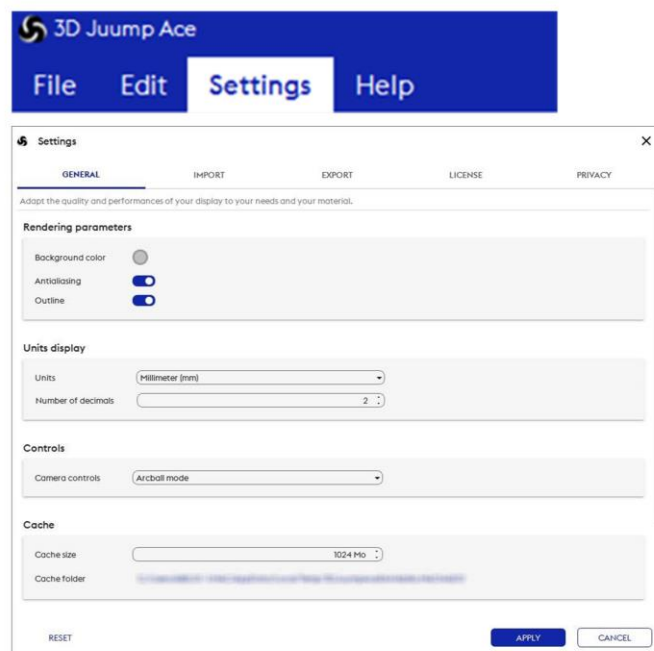 3D Juump Ace
File Edit Settings Help
Settings
GENERAL IMPORT EXPORT LICENSE PRIVACY
Adapt the quality and performances of your display to your needs and your material.
Rendering parameters
Background color
Antialiasing
Outline
Units display
Units Millimeter (mm)
Number of decimals 2
Controls
Camera controls Arcball mode
Cache
Cache size 1024 Mo
Cache folder
RESET APPLY CANCEL